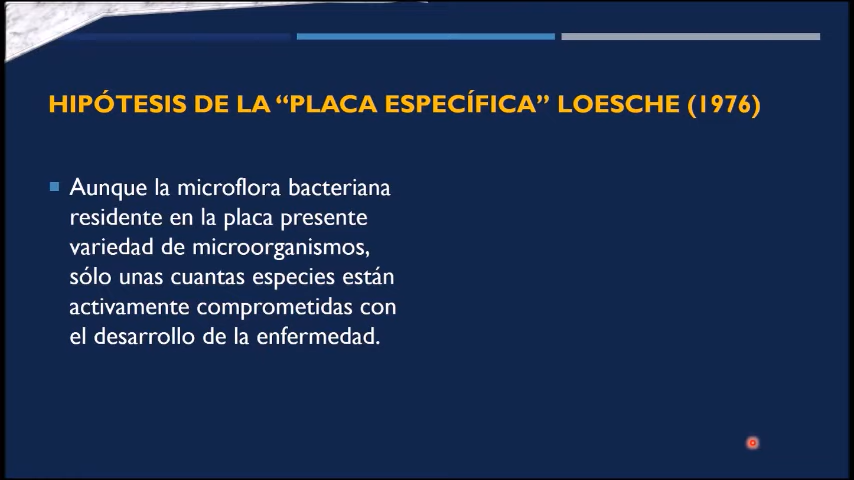 HIPÓTESIS DE LA “PLACA ESPECÍFICA” LOESCHE (1976)
Aunque la microflora bacteriana
residente en la placa presente
variedad de microorganismos,
sólo unas cuantas especies están
activamente comprometidas con
el desarrollo de la enfermedad.